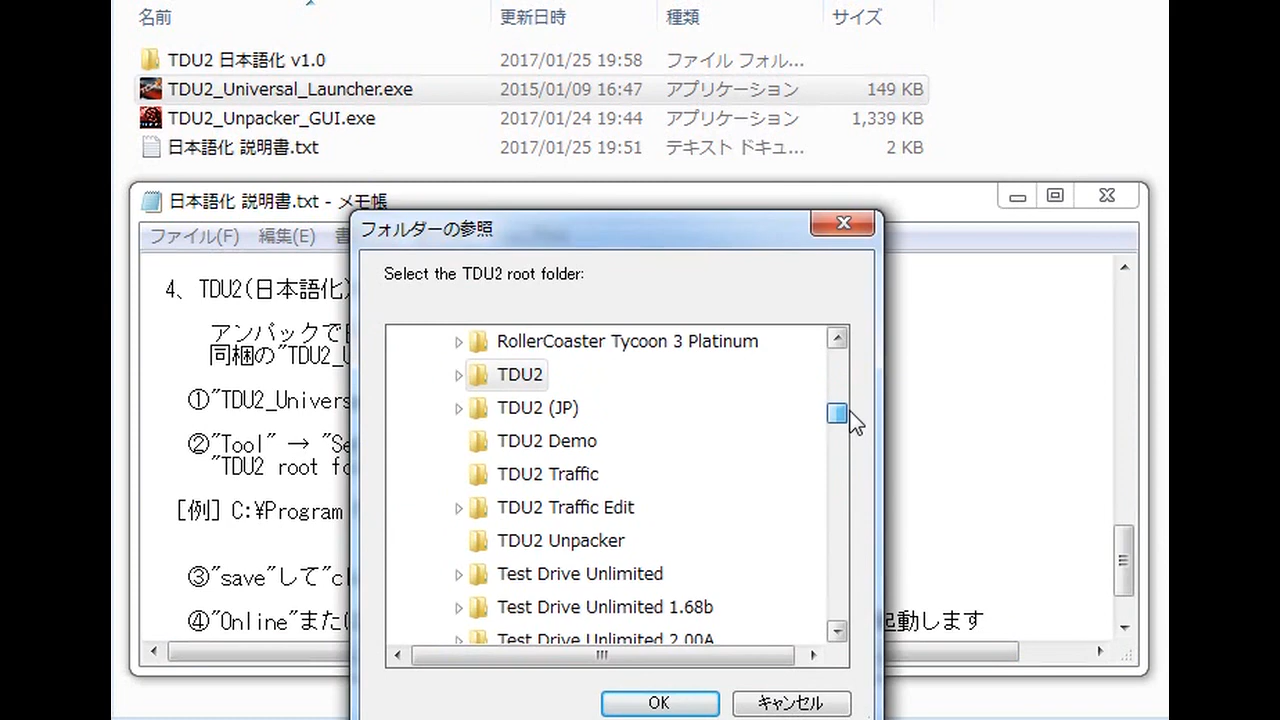 名前 更新日時 種類 サイズ
TDU2 日本語化 v1.0 2017/01/25 19:58 ファイル フォル...
TDU2_Universal_Launcher.exe 2015/01/09 16:47 アプリケーション 149 KB
TDU2_Unpacker_GUI.exe 2017/01/24 19:44 アプリケーション 1,339 KB
日本語化 説明書.txt 2017/01/25 19:51 テキスト ドキュ... 2 KB
日本語化 説明書.txt - メモ帳
ファイル(F) 編集(E) 書
4、TDU2(日本語化)
アンパックで
同梱の"TDU2_U
①"TDU2_Univers
②"Tool" → "Se
"TDU2 root fo
[例] C:¥Program
③"save"して"cl
④"Online"また(
起動します
フォルダーの参照
Select the TDU2 root folder:
RollerCoaster Tycoon 3 Platinum
TDU2
TDU2 (JP)
TDU2 Demo
TDU2 Traffic
TDU2 Traffic Edit
TDU2 Unpacker
Test Drive Unlimited
Test Drive Unlimited 1.68b
Test Drive Unlimited 2.00A
OK キャンセル